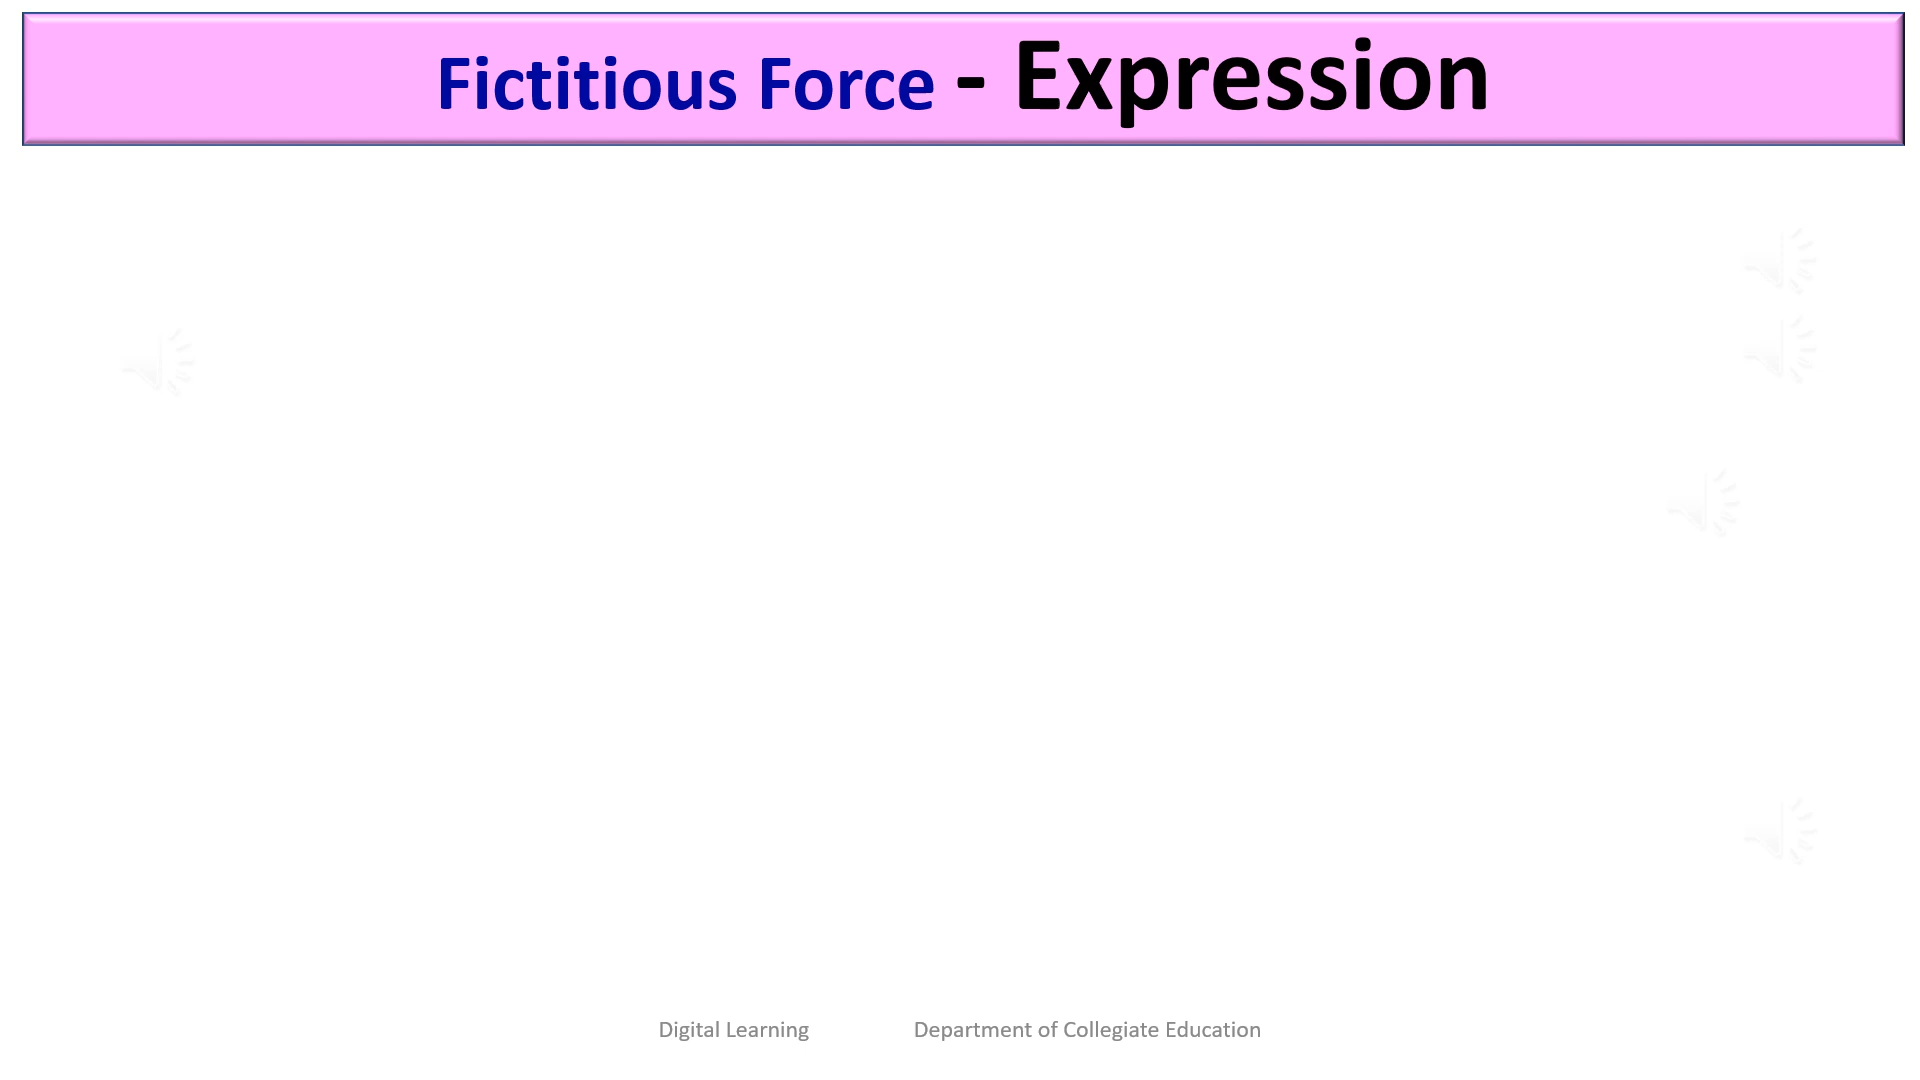 Fictitious Force - Expression
Digital Learning Department of Collegiate Education